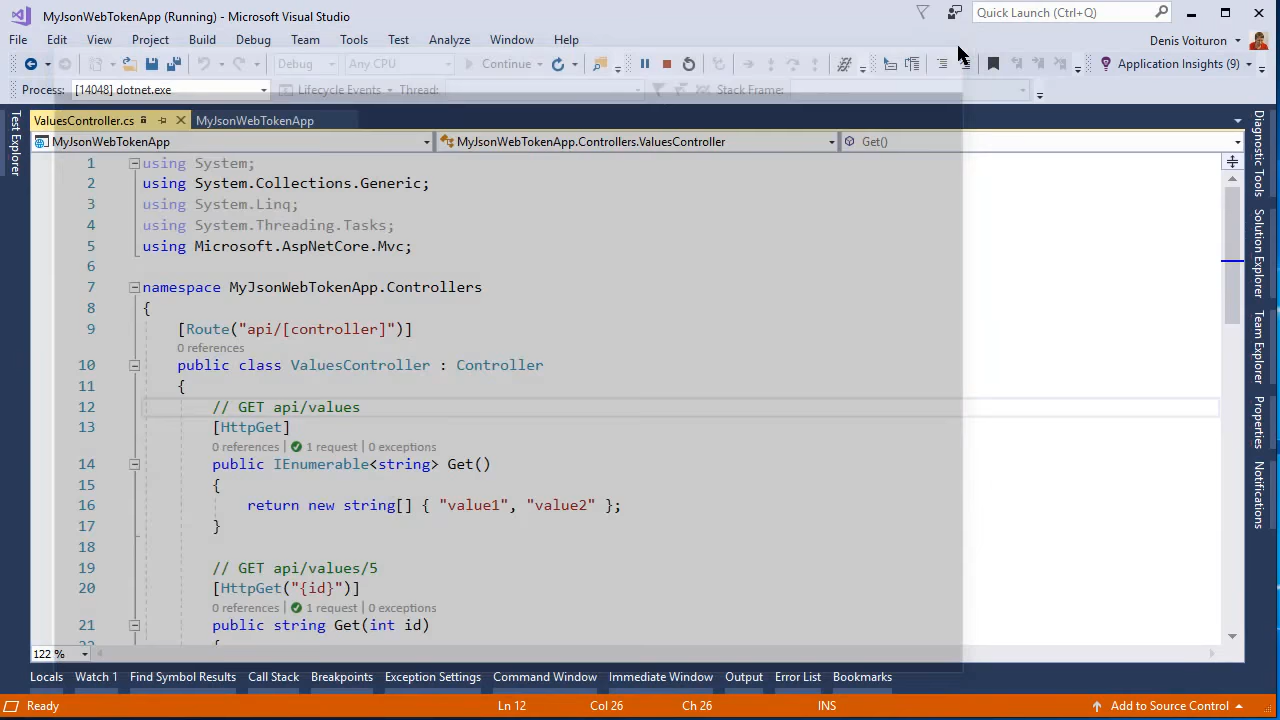 MyJsonWebTokenApp (Running) - Microsoft Visual Studio
Quick Launch (Ctrl+Q)
File Edit View Project Build Debug Team Tools Test Analyze Window Help
Denis Voituron
Debug Any CPU Continue Application Insights (9)
Process: [14048] dotnet.exe Lifecycle Events Thread: Stack Frame:
Test Explorer
ValuesController.cs MyJsonWebTokenApp
MyJsonWebTokenApp MyJsonWebTokenApp.Controllers.ValuesController Get()
1 using System;
2 using System.Collections.Generic;
3 using System.Linq;
4 using System.Threading.Tasks;
5 using Microsoft.AspNetCore.Mvc;
6
7 namespace MyJsonWebTokenApp.Controllers
8 {
9 [Route("api/[controller]")]
0 references
10 public class ValuesController : Controller
11 {
12 // GET api/values
13 [HttpGet]
0 references | 1 request | 0 exceptions
14 public IEnumerable<string> Get()
15 {
16 return new string[] { "value1", "value2" };
17 }
18
19 // GET api/values/5
20 [HttpGet("{id}")]
0 references | 1 request | 0 exceptions
21 public string Get(int id)
22 {
Diagnostic Tools
Solution Explorer
Team Explorer
Properties
Notifications
122 %
Locals Watch 1 Find Symbol Results Call Stack Breakpoints Exception Settings Command Window Immediate Window Output Error List Bookmarks
Ready Ln 12 Col 26 Ch 26 INS Add to Source Control